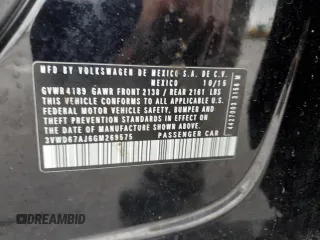 MFD BY VOLKSWAGEN DE MEXICO S.A. DE C.V.
MEXICO 10/15
GVWR 4189 GAWR FRONT 2138 / REAR 2161 LBS
THIS VEHICLE CONFORMS TO ALL APPLICABLE
FEDERAL MOTOR VEHICLE SAFETY, BUMPER AND
THEFT PREVENTION STANDARDS IN EFFECT ON
THE DATE OF MANUFACTURE SHOWN ABOVE
3VWD67AJ6GM269575 PASSENGER CAR
DREAMBID